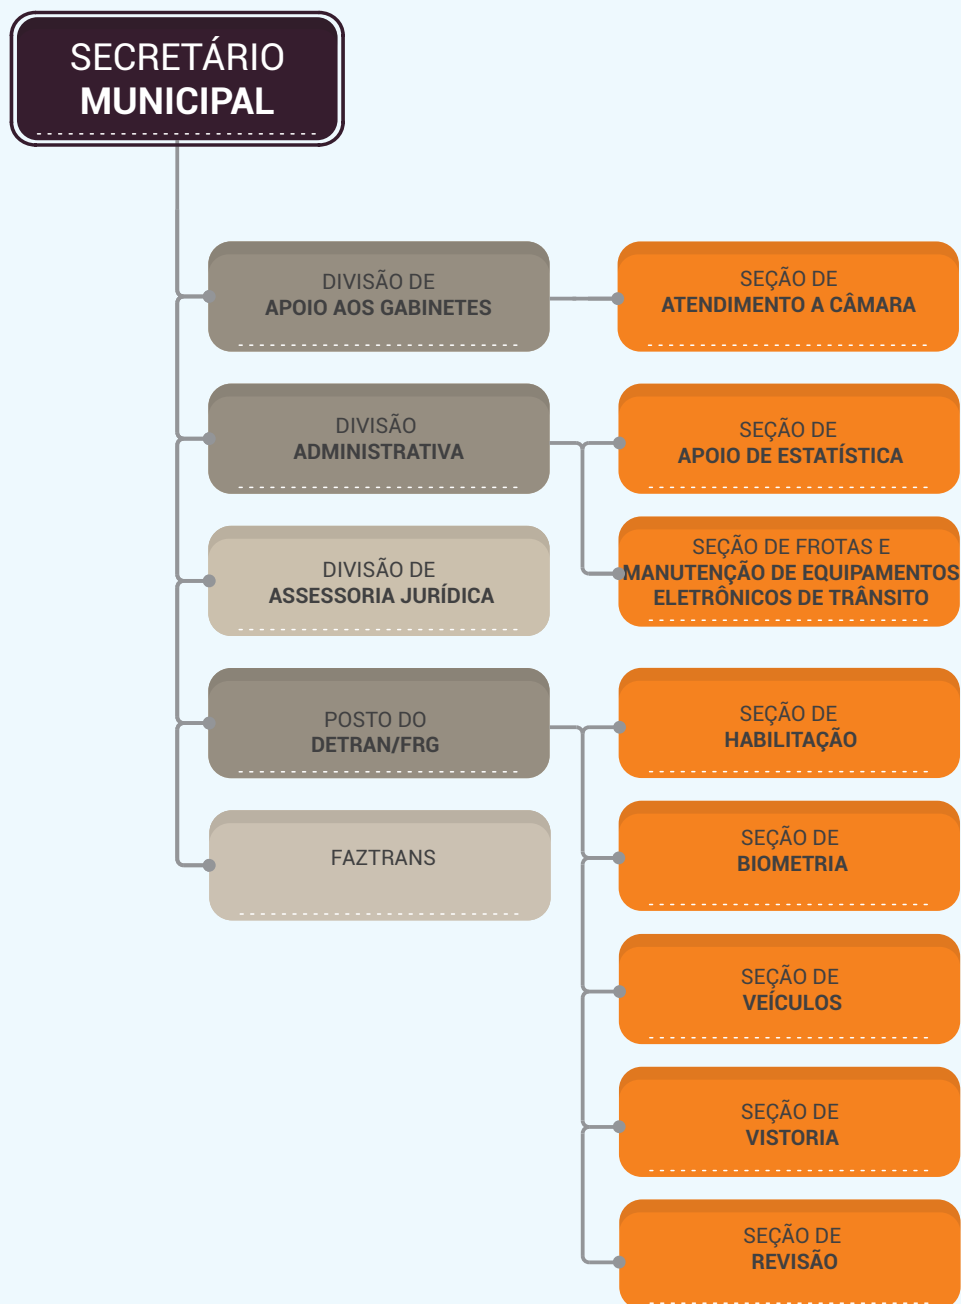 SECRETÁRIO
MUNICIPAL
DIVISÃO DE
APOIO AOS GABINETES
SEÇÃO DE
ATENDIMENTO A CÂMARA
DIVISÃO
ADMINISTRATIVA
SEÇÃO DE
APOIO DE ESTATÍSTICA
SEÇÃO DE FROTAS E
MANUTENÇÃO DE EQUIPAMENTOS
ELETRÔNICOS DE TRÂNSITO
DIVISÃO DE
ASSESSORIA JURÍDICA
POSTO DO
DETRAN/FRG
SEÇÃO DE
HABILITAÇÃO
SEÇÃO DE
BIOMETRIA
SEÇÃO DE
VEÍCULOS
SEÇÃO DE
VISTORIA
SEÇÃO DE
REVISÃO
FAZTRANS